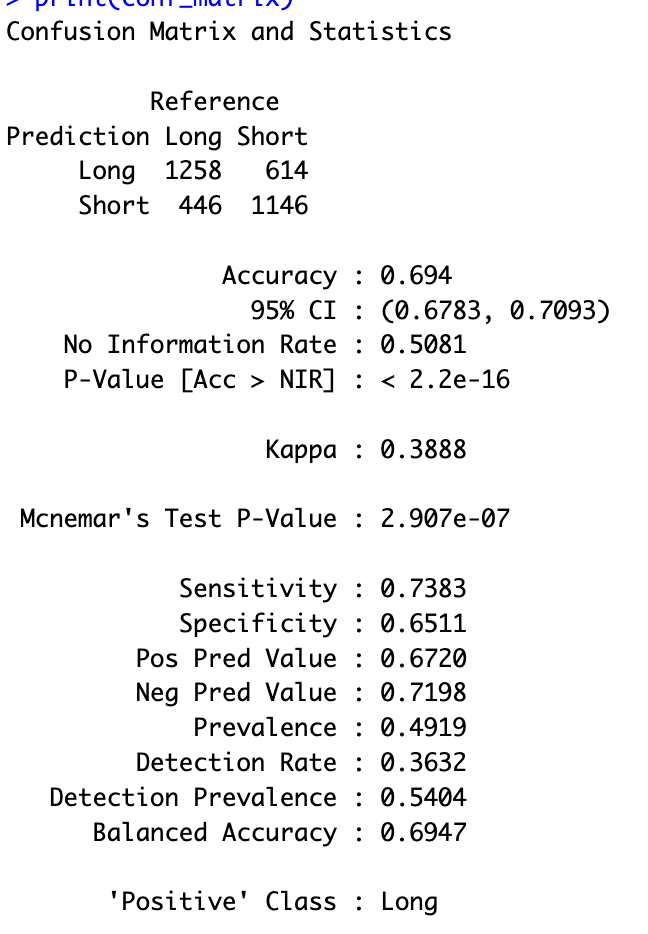 > print(conf_matrix)
Confusion Matrix and Statistics
Reference
Prediction Long Short
Long 1258 614
Short 446 1146
Accuracy : 0.694
95% CI : (0.6783, 0.7093)
No Information Rate : 0.5081
P-Value [Acc > NIR] : < 2.2e-16
Kappa : 0.3888
Mcnemar's Test P-Value : 2.907e-07
Sensitivity : 0.7383
Specificity : 0.6511
Pos Pred Value : 0.6720
Neg Pred Value : 0.7198
Prevalence : 0.4919
Detection Rate : 0.3632
Detection Prevalence : 0.5404
Balanced Accuracy : 0.6947
'Positive' Class : Long